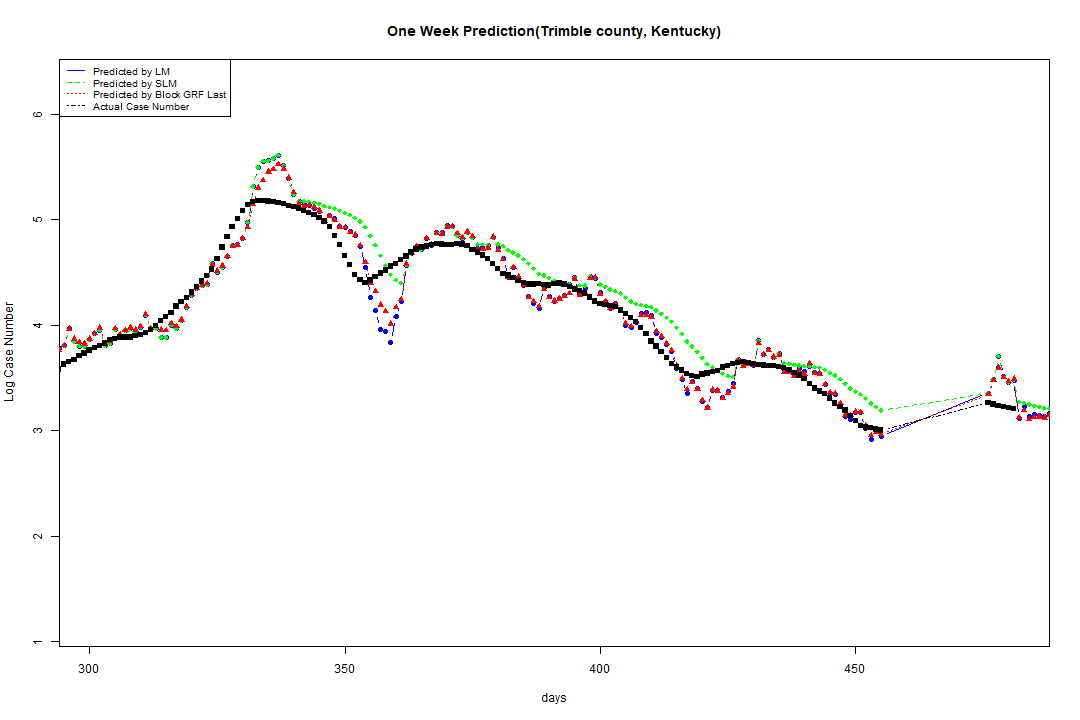 One Week Prediction(Trimble county, Kentucky)
Predicted by LM
Predicted by SLM
Predicted by Block GRF Last
Actual Case Number
6
5
4
3
2
1
Log Case Number
300
350
400
450
days